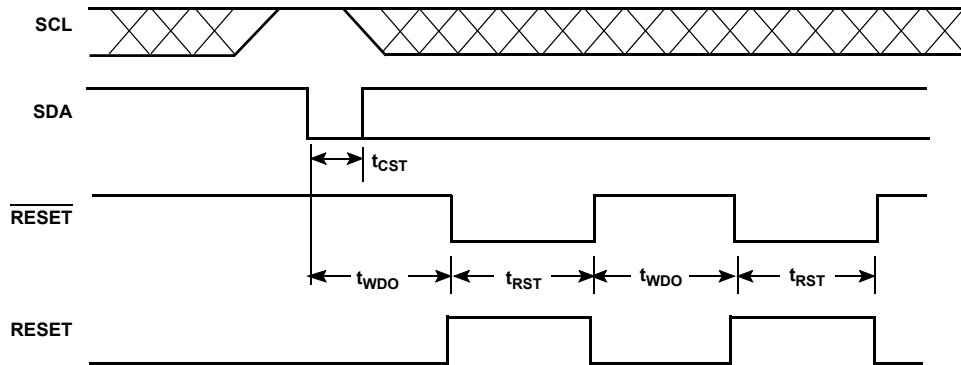 SCL
SDA
tCST
RESET
tWDO tRST tWDO tRST
RESET